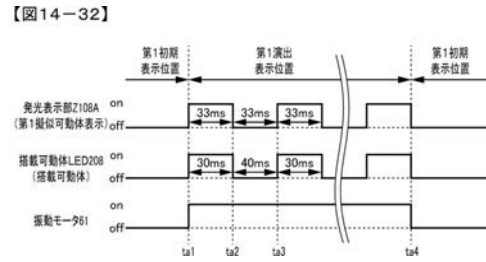 【図14-32】
第1初期
表示位置
第1演出
表示位置
第1初期
表示位置
発光表示部Z108A
(第1擬似可動体表示)
on
off
33ms
33ms
33ms
搭載可動体LED208
(搭載可動体)
on
off
30ms
40ms
30ms
振動モータ61
on
off
ta1
ta2
ta3
ta4